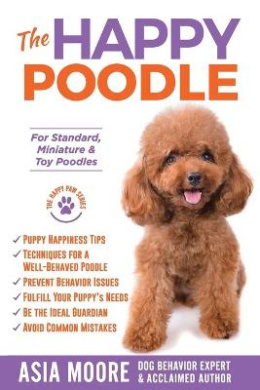 The HAPPY
POODLE
For Standard,
Miniature &
Toy Poodles
THE HAPPY PAW SERIES
✓ PUPPY HAPPINESS TIPS
✓ TECHNIQUES FOR A
WELL-BEHAVED POODLE
✓ PREVENT BEHAVIOR ISSUES
✓ FULFILL YOUR PUPPY'S NEEDS
✓ BE THE IDEAL GUARDIAN
✓ AVOID COMMON MISTAKES
ASIA MOORE
DOG BEHAVIOR EXPERT
& ACCLAIMED AUTHOR